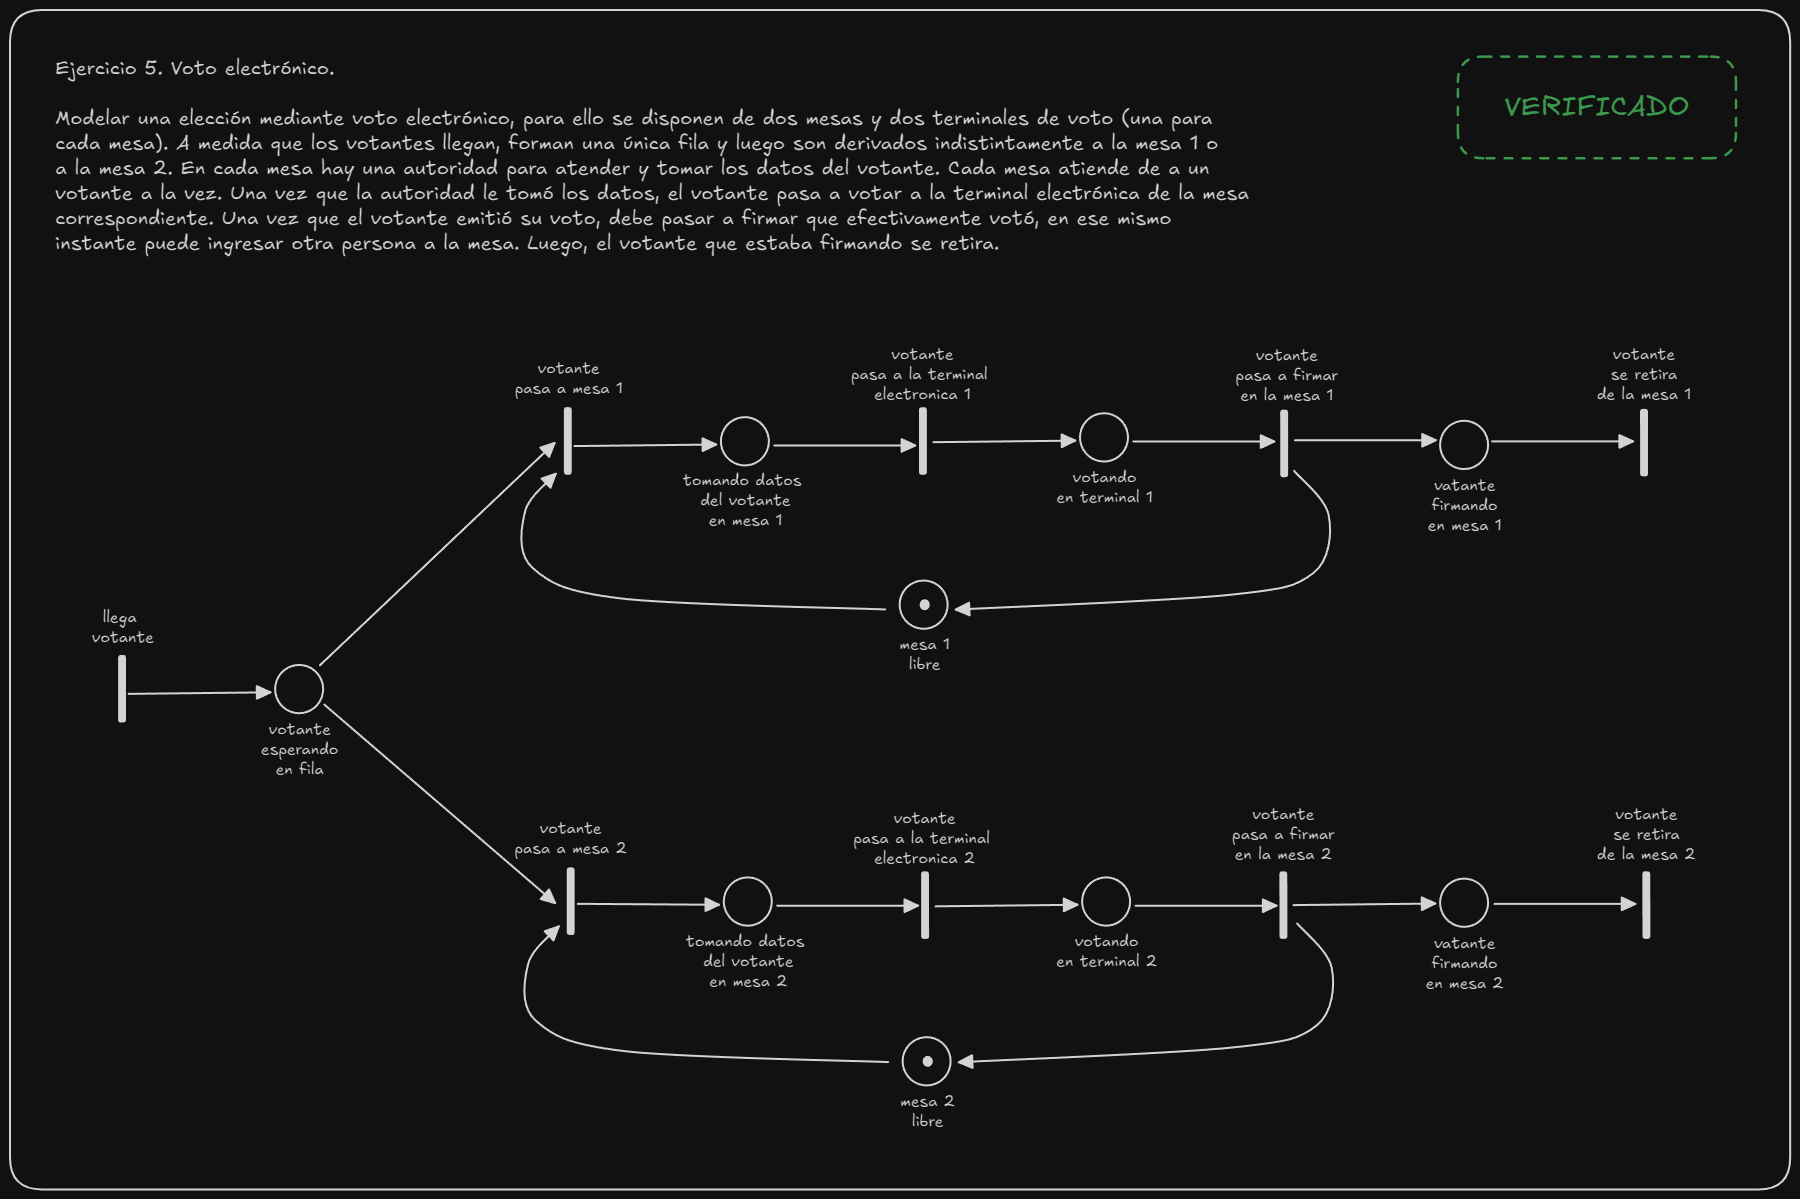 Ejercicio 5. Voto electrónico.
VERIFICADO
Modelar una elección mediante voto electrónico, para ello se disponen de dos mesas y dos terminales de voto (una para
cada mesa). A medida que los votantes llegan, forman una única fila y luego son derivados indistintamente a la mesa 1 o
a la mesa 2. En cada mesa hay una autoridad para atender y tomar los datos del votante. Cada mesa atiende de a un
votante a la vez. Una vez que la autoridad le tomó los datos, el votante pasa a votar a la terminal electrónica de la mesa
correspondiente. Una vez que el votante emitió su voto, debe pasar a firmar que efectivamente votó, en ese mismo
instante puede ingresar otra persona a la mesa. Luego, el votante que estaba firmando se retira.
votante
pasa a mesa 1
votante
pasa a la terminal
electronica 1
votante
pasa a firmar
en la mesa 1
votante
se retira
de la mesa 1
tomando datos
del votante
en mesa 1
votando
en terminal 1
vatante
firmando
en mesa 1
mesa 1
libre
llega
votante
votante
esperando
en fila
votante
pasa a mesa 2
votante
pasa a la terminal
electronica 2
votante
pasa a firmar
en la mesa 2
votante
se retira
de la mesa 2
tomando datos
del votante
en mesa 2
votando
en terminal 2
vatante
firmando
en mesa 2
mesa 2
libre